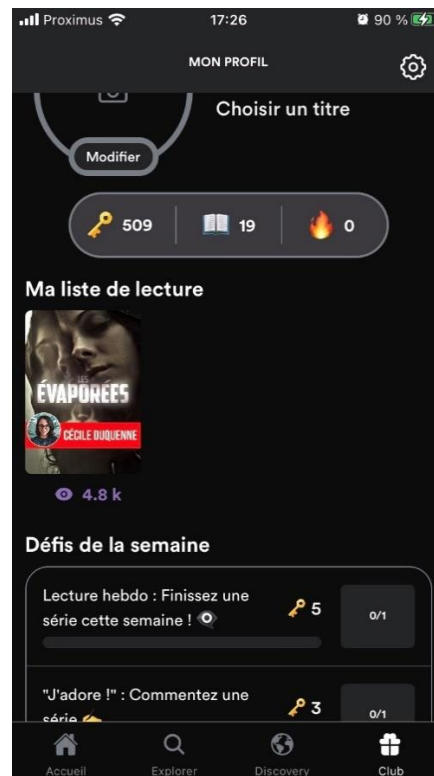 Proximus 17:26 90 %
MON PROFIL
Choisir un titre
Modifier
509 19 0
Ma liste de lecture
LES
ÉVAPORÉES
CÉCILE DUQUENNE
4.8 k
Défis de la semaine
Lecture hebdo : Finissez une
série cette semaine ! 👁️‍🗨️ 🔑 5 0/1
"J'adore !" : Commentez une
série ✍️ 🔑 3 0/1
Accueil Explorer Discovery Club